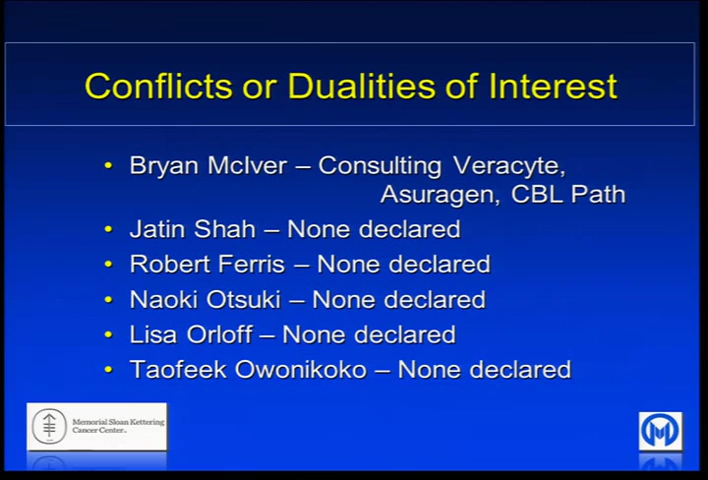 Conflicts or Dualities of Interest
• Bryan McIver – Consulting Veracyte,
Asuragen, CBL Path
• Jatin Shah – None declared
• Robert Ferris – None declared
• Naoki Otsuki – None declared
• Lisa Orloff – None declared
• Taofeek Owonikoko – None declared
Memorial Sloan Kettering
Cancer Center